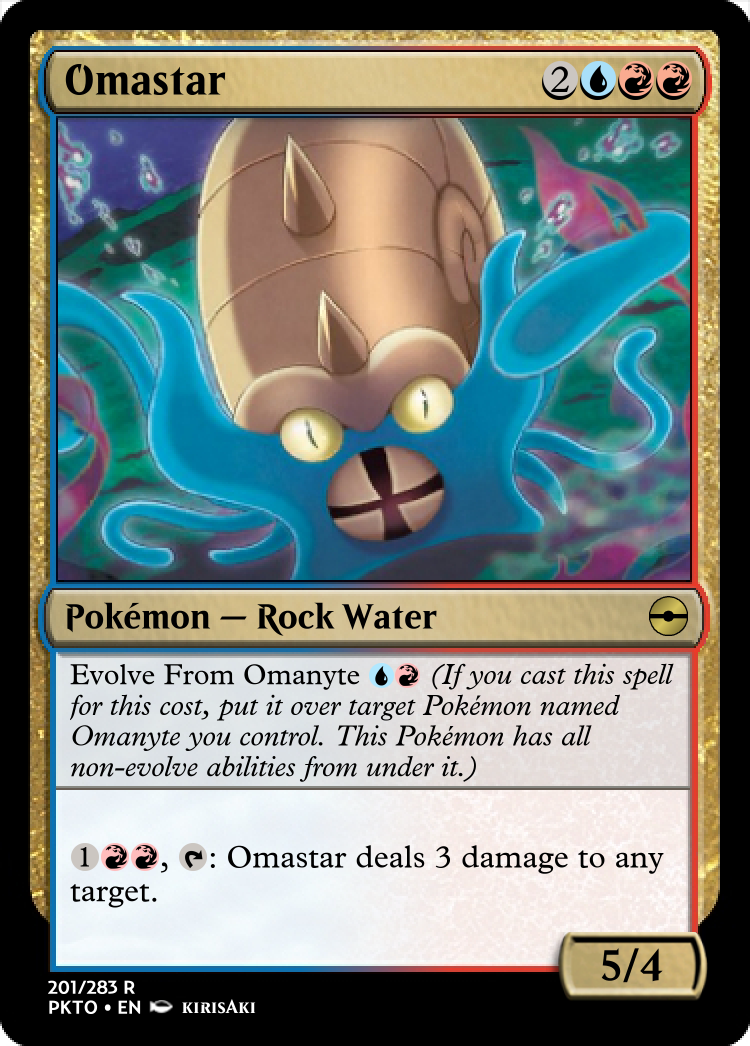 Omastar 2
Pokémon — Rock Water
Evolve From Omanyte (If you cast this spell
for this cost, put it over target Pokémon named
Omanyte you control. This Pokémon has all
non-evolve abilities from under it.)
1, : Omastar deals 3 damage to any
target.
5/4
201/283 R
PKTO • EN KIRISAKI